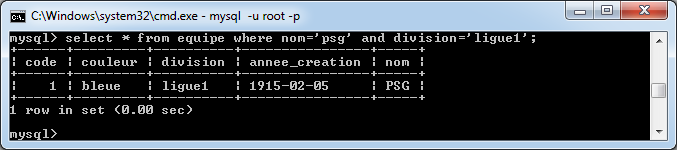 C:\Windows\system32\cmd.exe - mysql -u root -p
mysql> select * from equipe where nom='psg' and division='ligue1';
+------+---------+----------+----------------+-----+
| code | couleur | division | annee_creation | nom |
+------+---------+----------+----------------+-----+
|    1 | bleue   | ligue1   | 1915-02-05     | PSG |
+------+---------+----------+----------------+-----+
1 row in set (0.00 sec)
mysql>